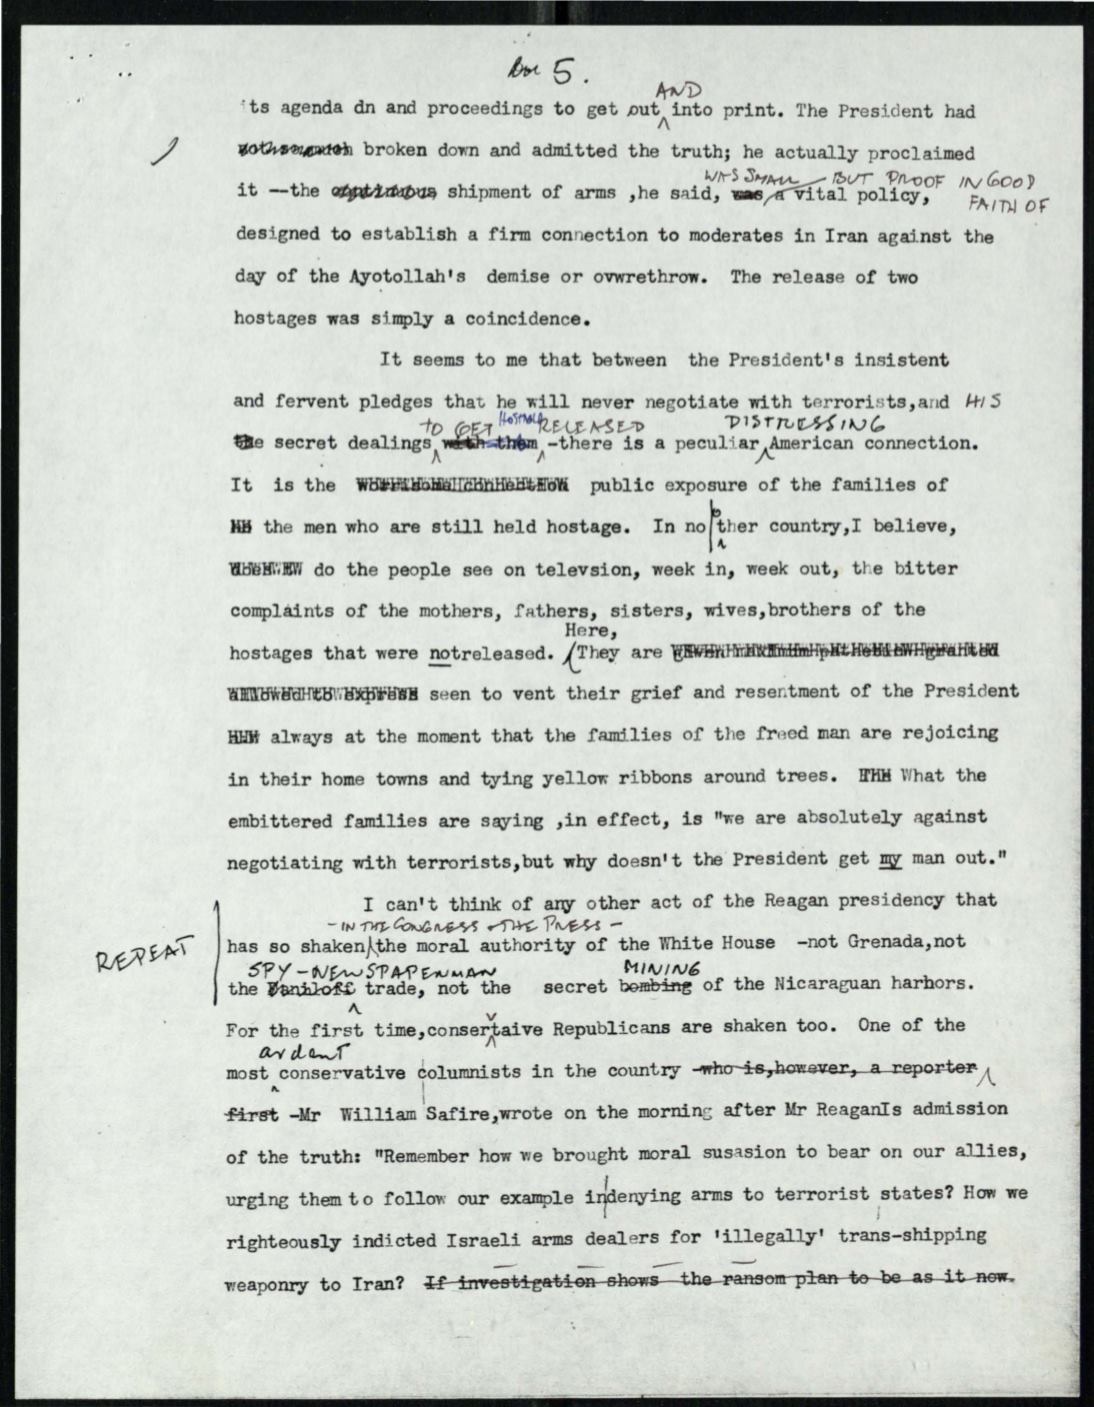 5.
AND
its agenda dn and proceedings to get out into print. The President had
broken down and admitted the truth; he actually proclaimed
WAS SMALL BUT PROOF IN GOOD
it --the shipment of arms ,he said, was a vital policy,
FAITH OF
designed to establish a firm connection to moderates in Iran against the
day of the Ayotollah's demise or ovwrethrow. The release of two
hostages was simply a coincidence.
It seems to me that between the President's insistent
and fervent pledges that he will never negotiate with terrorists,and HIS
TO GET HOSTAGES RELEASED DISTRESSING
the secret dealings with them -there is a peculiar American connection.
It is the worrisome connection public exposure of the families of
the men who are still held hostage. In no other country,I believe,
do the people see on televsion, week in, week out, the bitter
complaints of the mothers, fathers, sisters, wives,brothers of the
Here,
hostages that were notreleased. They are
allowed to express seen to vent their grief and resentment of the President
always at the moment that the families of the freed man are rejoicing
in their home towns and tying yellow ribbons around trees. What the
embittered families are saying ,in effect, is "we are absolutely against
negotiating with terrorists,but why doesn't the President get my man out."
I can't think of any other act of the Reagan presidency that
-IN THE CONGRESS + THE PRESS-
REPEAT
has so shaken the moral authority of the White House -not Grenada,not
SPY-NEWSPAPERMAN MINING
the Daniloff trade, not the secret bombing of the Nicaraguan harbors.
For the first time,consertaive Republicans are shaken too. One of the
ardent
most conservative columnists in the country -who is,however, a reporter
first -Mr William Safire,wrote on the morning after Mr ReaganIs admission
of the truth: "Remember how we brought moral susasion to bear on our allies,
urging them to follow our example indenying arms to terrorist states? How we
righteously indicted Israeli arms dealers for 'illegally' trans-shipping
weaponry to Iran? If investigation shows the ransom plan to be as it now.